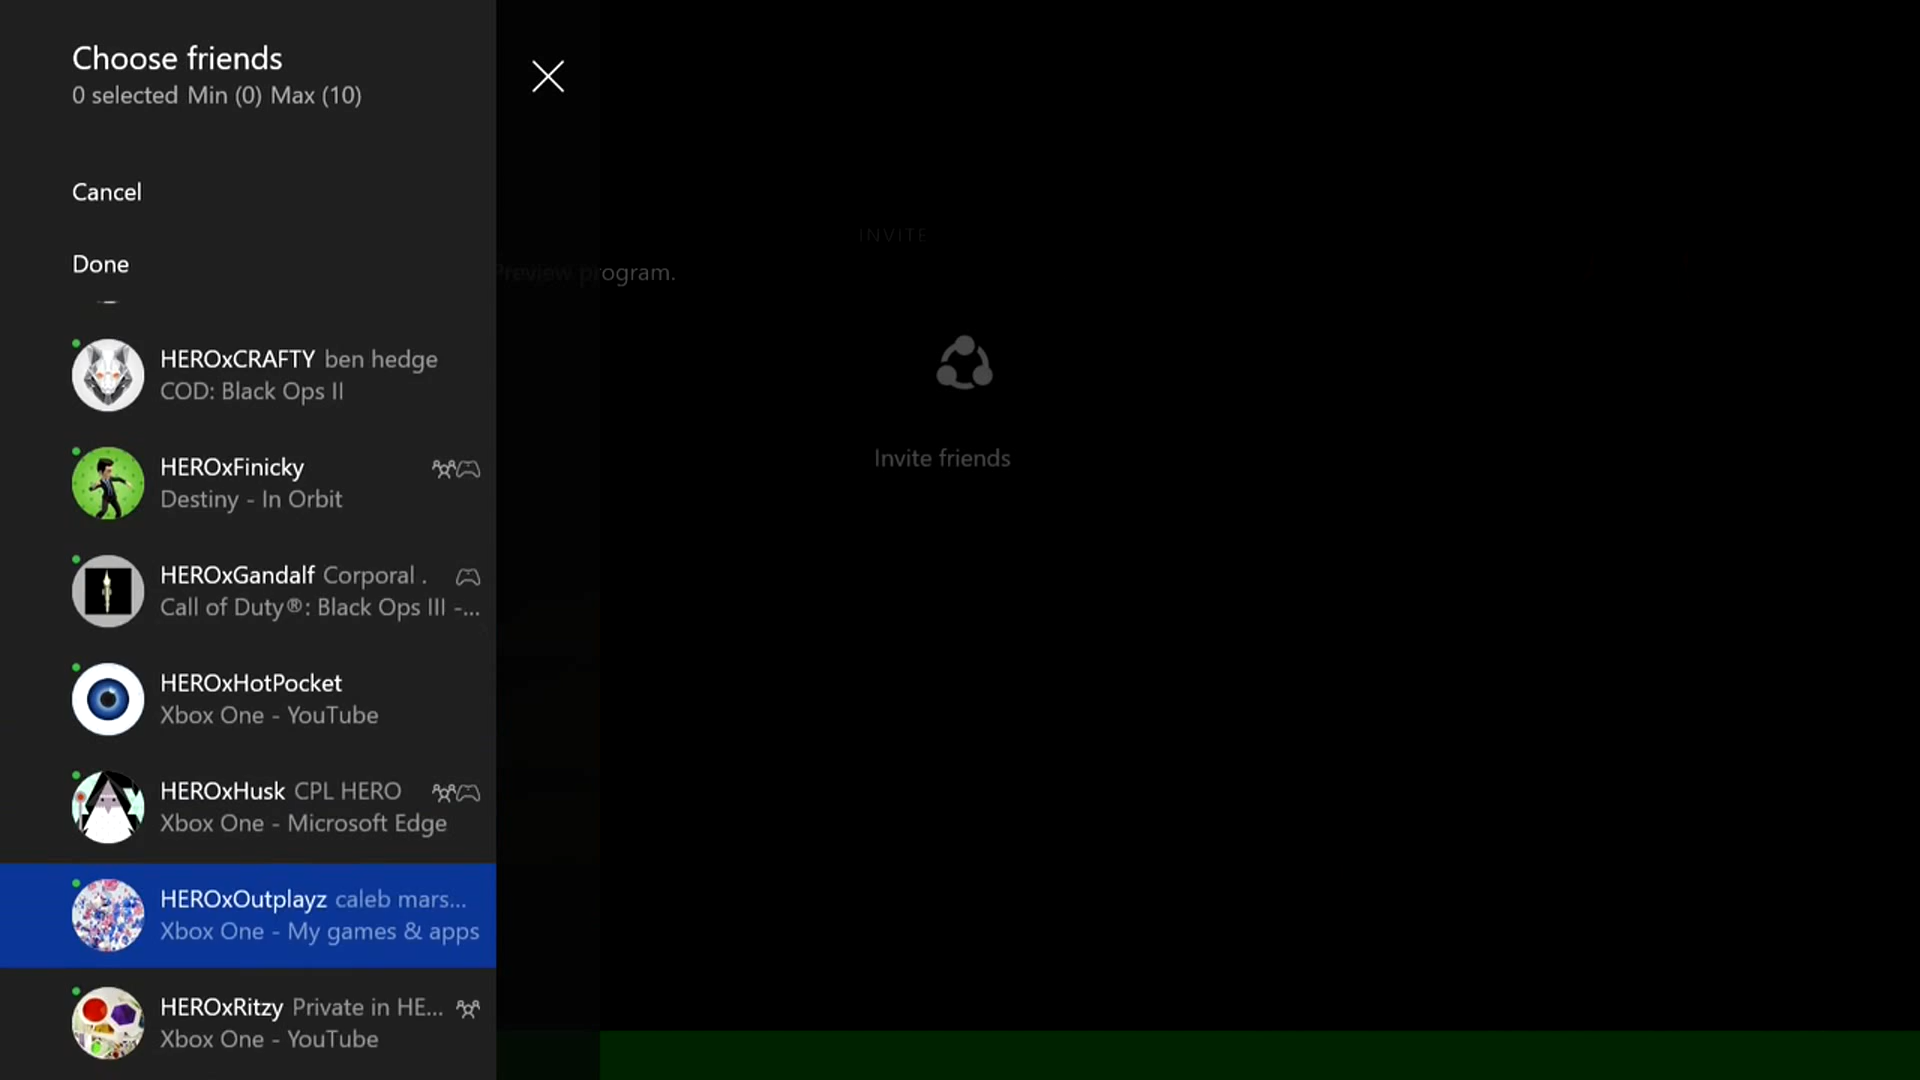 Choose friends
0 selected Min (0) Max (10)
Cancel
Done
INVITE
Preview program.
Invite friends
HEROxCRAFTY ben hedge
COD: Black Ops II
HEROxFinicky
Destiny - In Orbit
HEROxGandalf Corporal .
Call of Duty®: Black Ops III -...
HEROxHotPocket
Xbox One - YouTube
HEROxHusk CPL HERO
Xbox One - Microsoft Edge
HEROxOutplayz caleb mars...
Xbox One - My games & apps
HEROxRitzy Private in HE...
Xbox One - YouTube